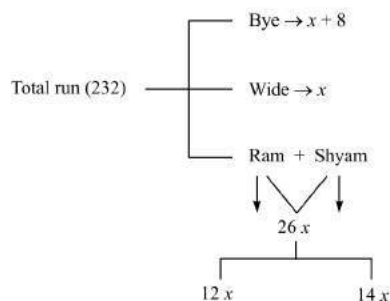 Bye → x + 8
Total run (232)
Wide → x
Ram + Shyam
26 x
12 x 14 x